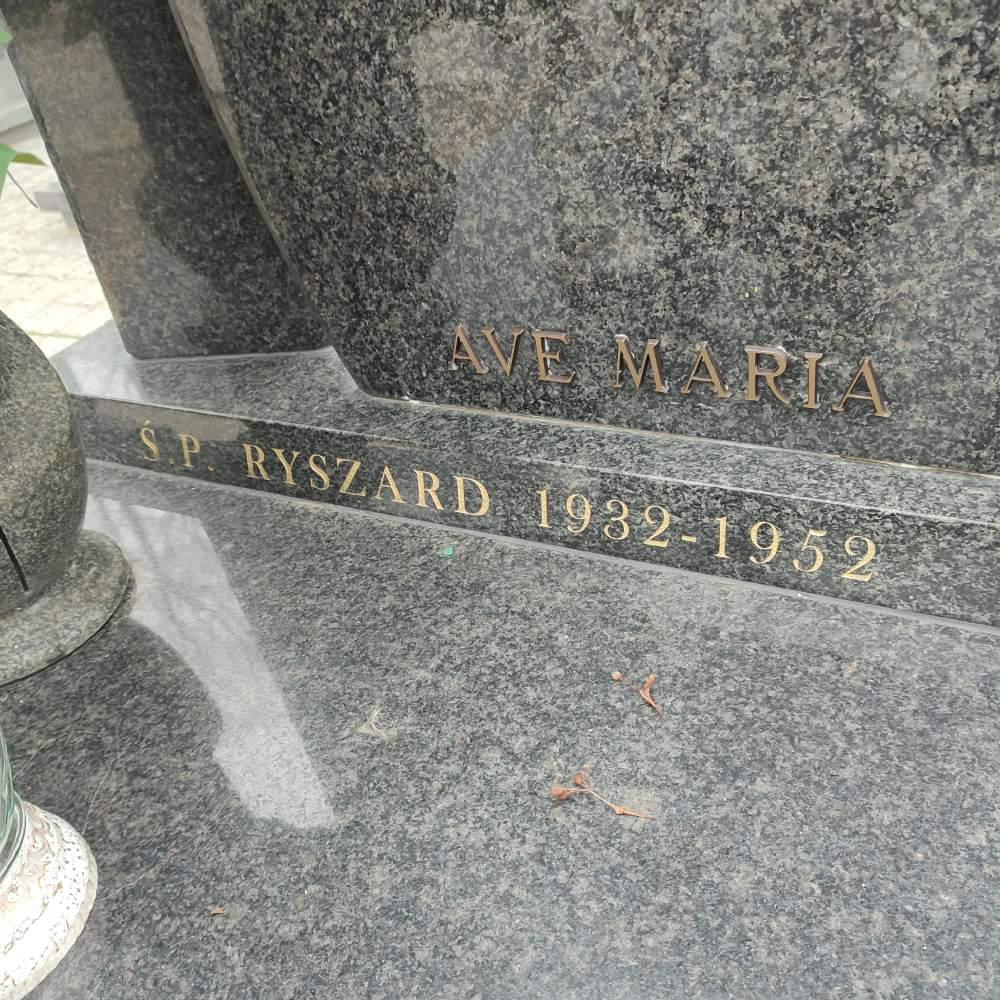 AVE MARIA
Ś.P. RYSZARD 1932-1952